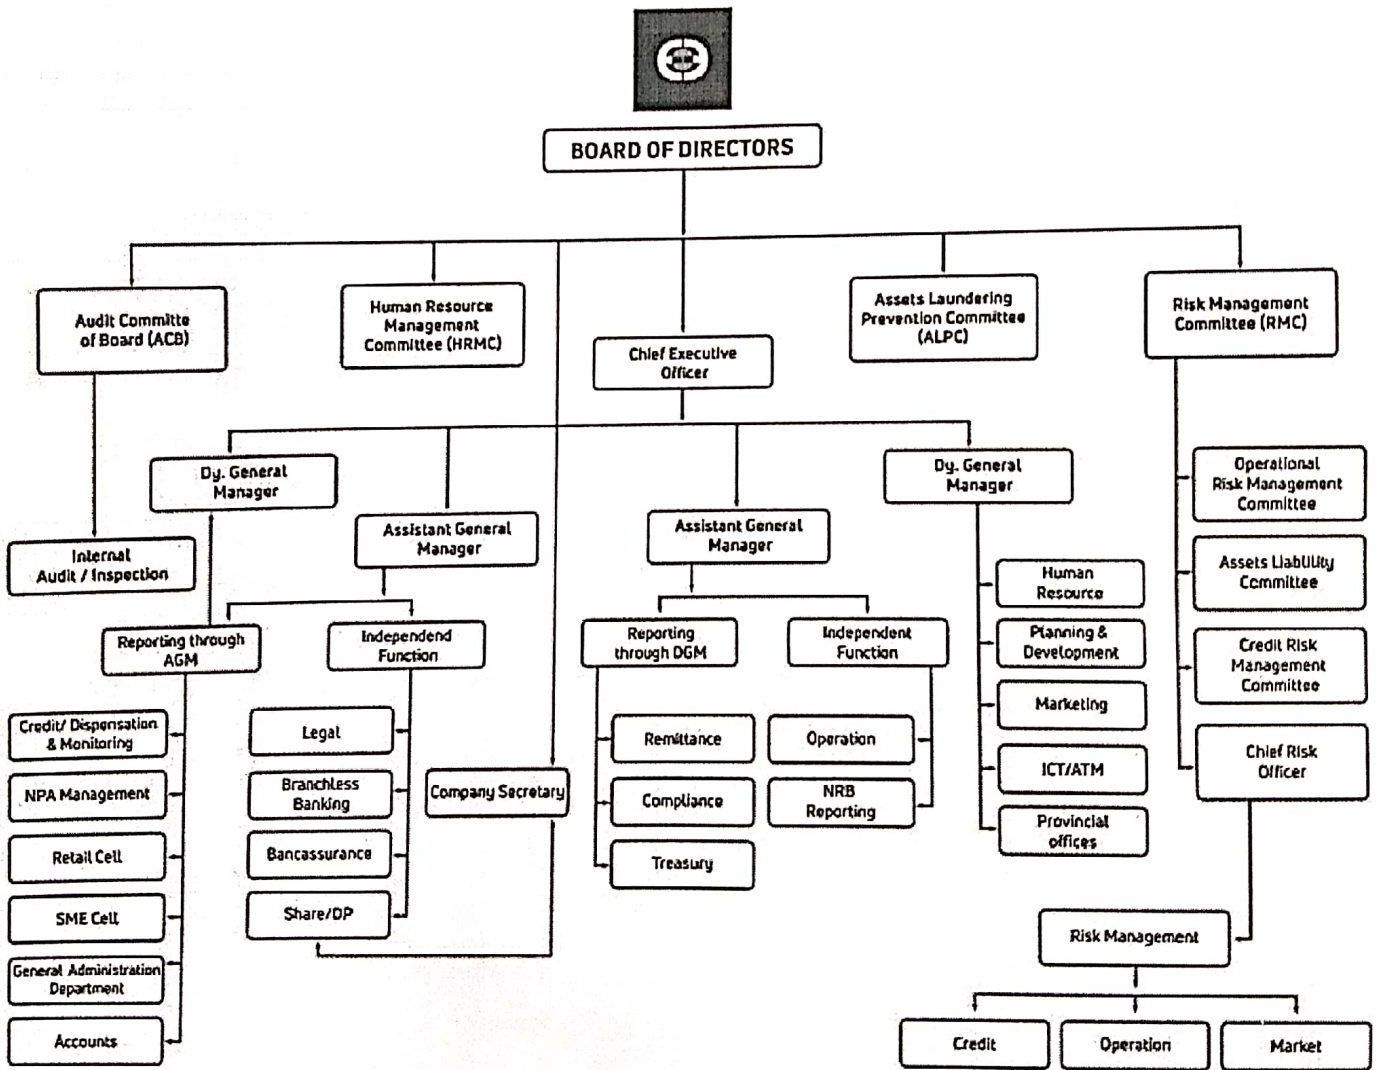 BOARD OF DIRECTORS
Audit Committe
of Board (ACB)
Human Resource
Management
Committee (HRMC)
Chief Executive
Officer
Assets Laundering
Prevention Committee
(ALPC)
Risk Management
Committee (RMC)
Dy. General
Manager
Assistant General
Manager
Assistant General
Manager
Dy. General
Manager
Internal
Audit / Inspection
Reporting through
AGM
Independend
Function
Reporting
through DGM
Independent
Function
Credit/ Dispensation
& Monitoring
NPA Management
Retail Cell
SME Cell
General Administration
Department
Accounts
Legal
Branchless
Banking
Bancassurance
Share/DP
Company Secretary
Remittance
Compliance
Treasury
Operation
NRB
Reporting
Human
Resource
Planning &
Development
Marketing
ICT/ATM
Provincial
offices
Operational
Risk Management
Committee
Assets Liability
Committee
Credit Risk
Management
Committee
Chief Risk
Officer
Risk Management
Credit
Operation
Market